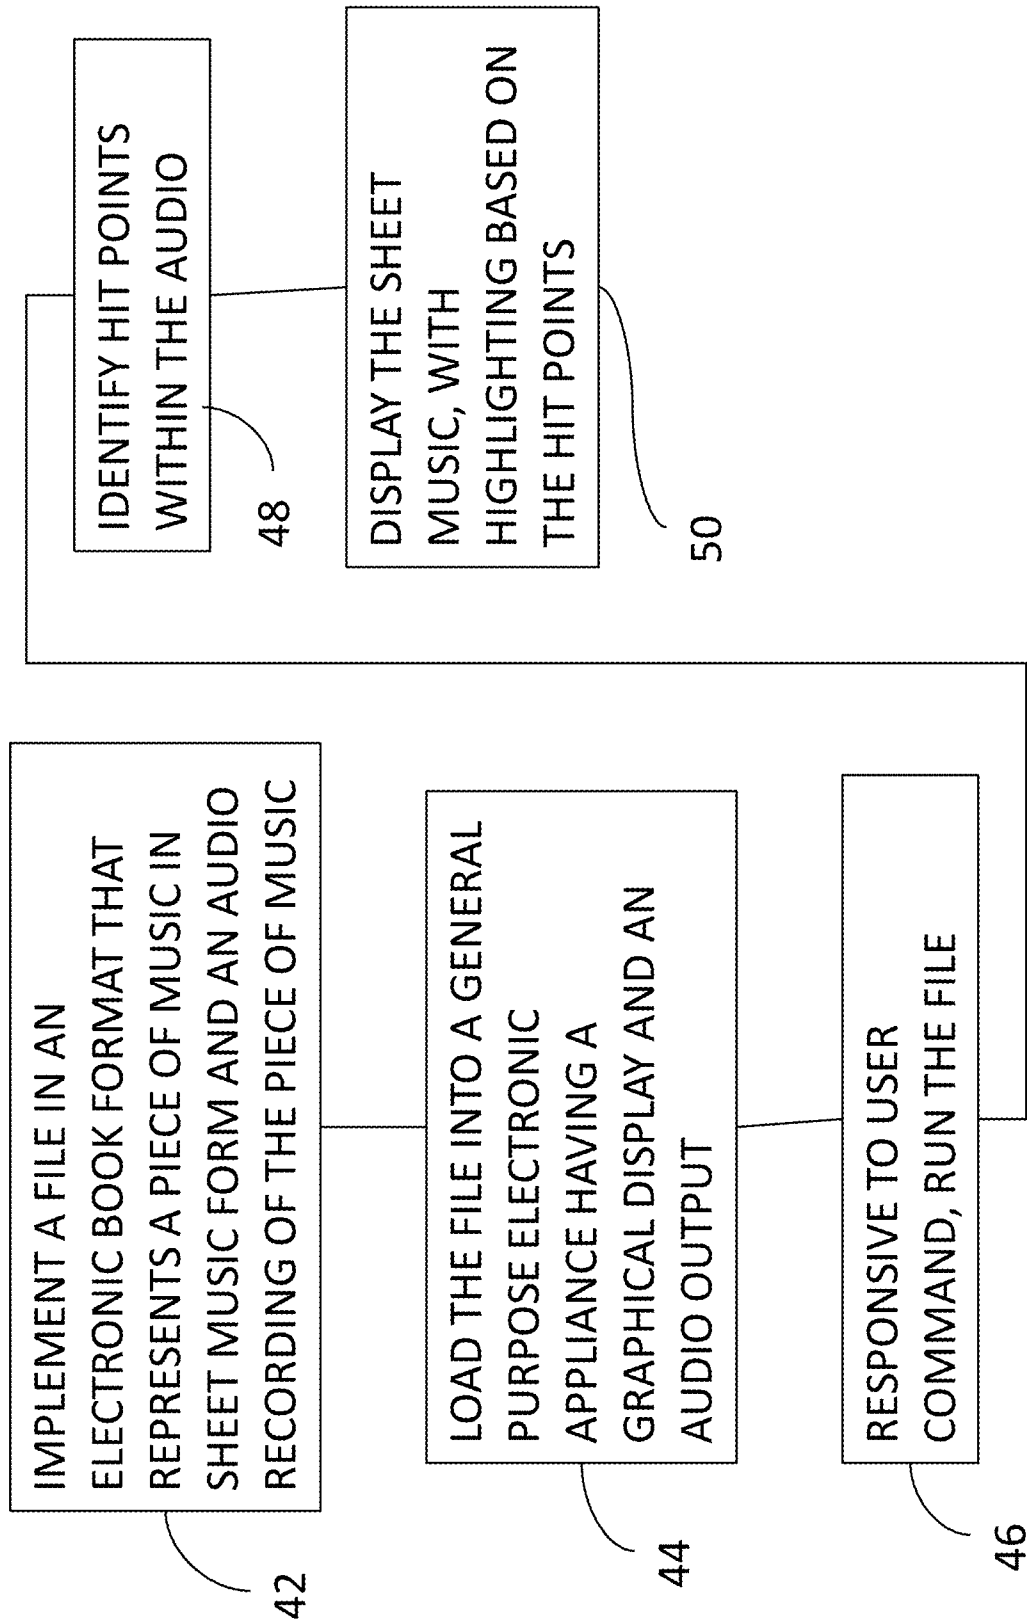 IMPLEMENT A FILE IN AN
ELECTRONIC BOOK FORMAT THAT
REPRESENTS A PIECE OF MUSIC IN
SHEET MUSIC FORM AND AN AUDIO
RECORDING OF THE PIECE OF MUSIC
42
LOAD THE FILE INTO A GENERAL
PURPOSE ELECTRONIC
APPLIANCE HAVING A
GRAPHICAL DISPLAY AND AN
AUDIO OUTPUT
44
RESPONSIVE TO USER
COMMAND, RUN THE FILE
46
IDENTIFY HIT POINTS
WITHIN THE AUDIO
48
DISPLAY THE SHEET
MUSIC, WITH
HIGHLIGHTING BASED ON
THE HIT POINTS
50